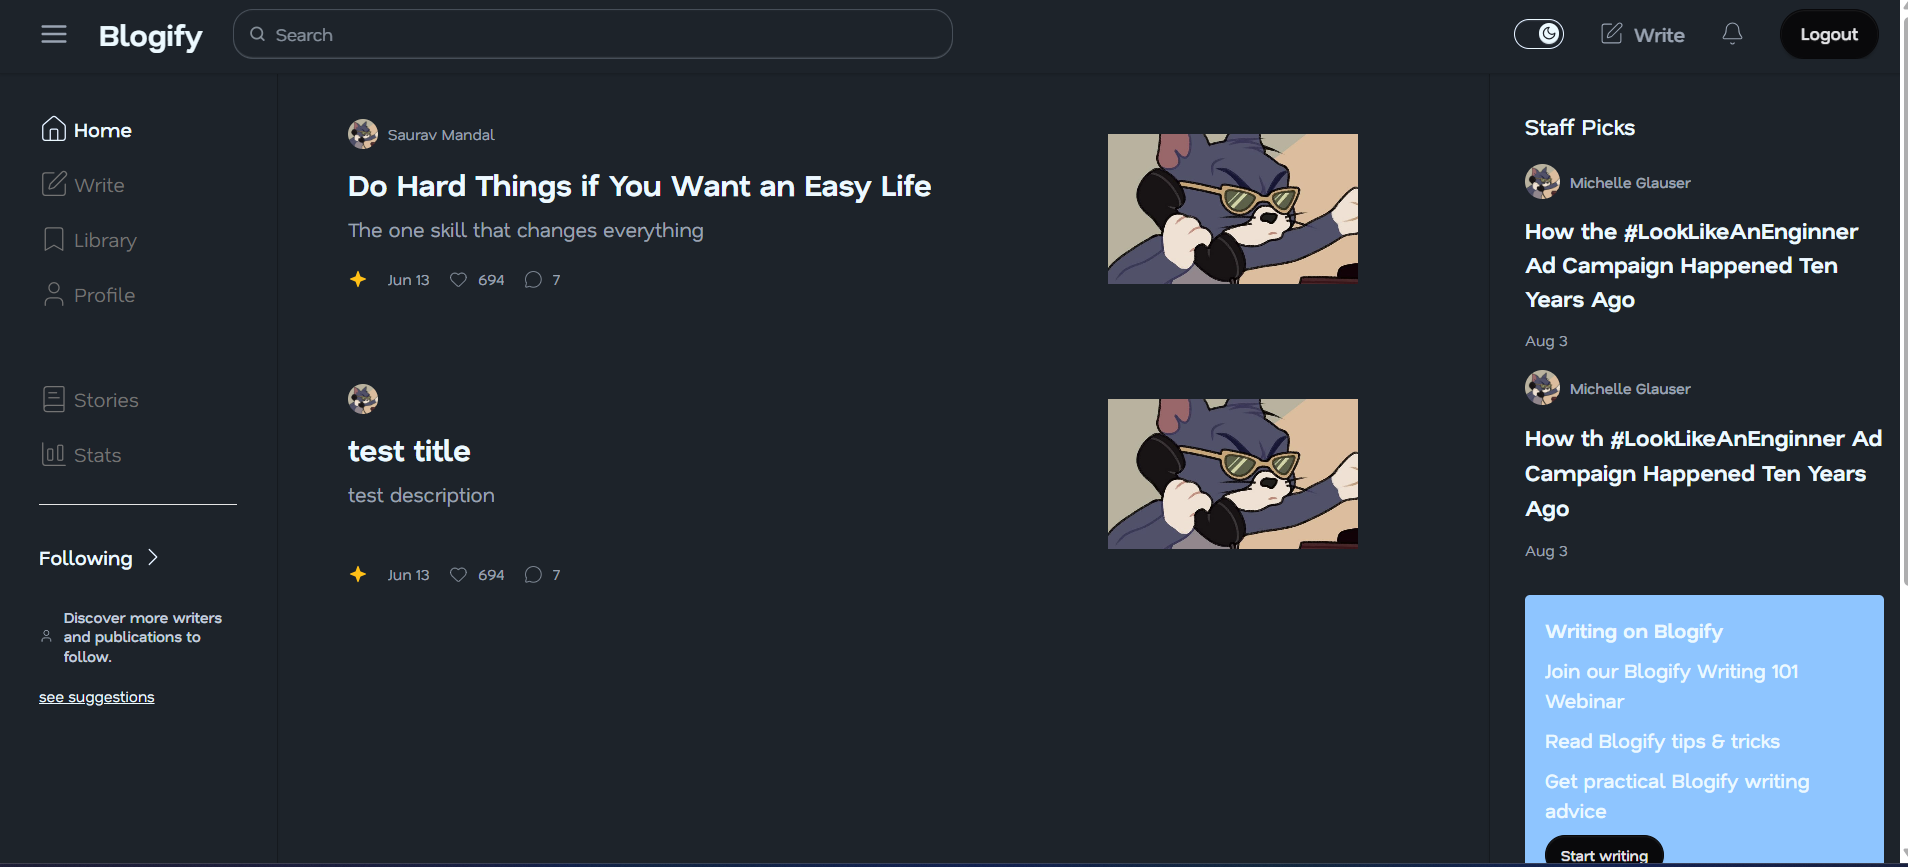 Blogify
Search
Write
Logout
Home
Write
Library
Profile
Stories
Stats
Following
Discover more writers
and publications to
follow.
see suggestions
Saurav Mandal
Do Hard Things if You Want an Easy Life
The one skill that changes everything
Jun 13 694 7
test title
test description
Jun 13 694 7
Staff Picks
Michelle Glauser
How the #LookLikeAnEnginner
Ad Campaign Happened Ten
Years Ago
Aug 3
Michelle Glauser
How th #LookLikeAnEnginner Ad
Campaign Happened Ten Years
Ago
Aug 3
Writing on Blogify
Join our Blogify Writing 101
Webinar
Read Blogify tips & tricks
Get practical Blogify writing
advice
Start writing